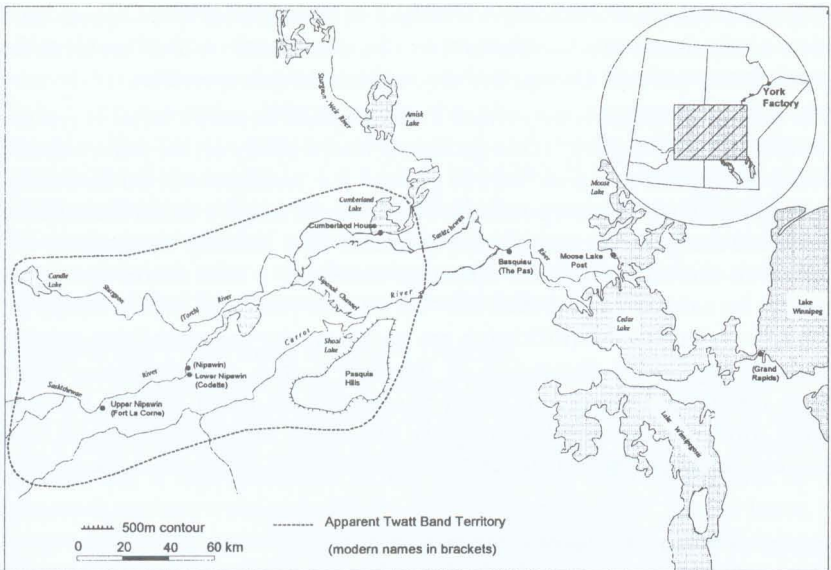 York
Factory
Sturgeon-Weir River
Amisk
Lake
Moose
Lake
Cumberland
Lake
Cumberland House
Saskatchewan
River
Basquiau
(The Pas)
Moose Lake
Post
Candle
Lake
Sturgeon
(Torch) River
Sipanok Channel
Carrot River
Shoal
Lake
Pasquia
Hills
Cedar
Lake
Lake
Winnipeg
(Grand
Rapids)
(Nipawin)
Lower Nipewin
(Codette)
Saskatchewan River
Upper Nipewin
(Fort La Corne)
Lake Winnipegosis
500m contour
0 20 40 60 km
Apparent Twatt Band Territory
(modern names in brackets)